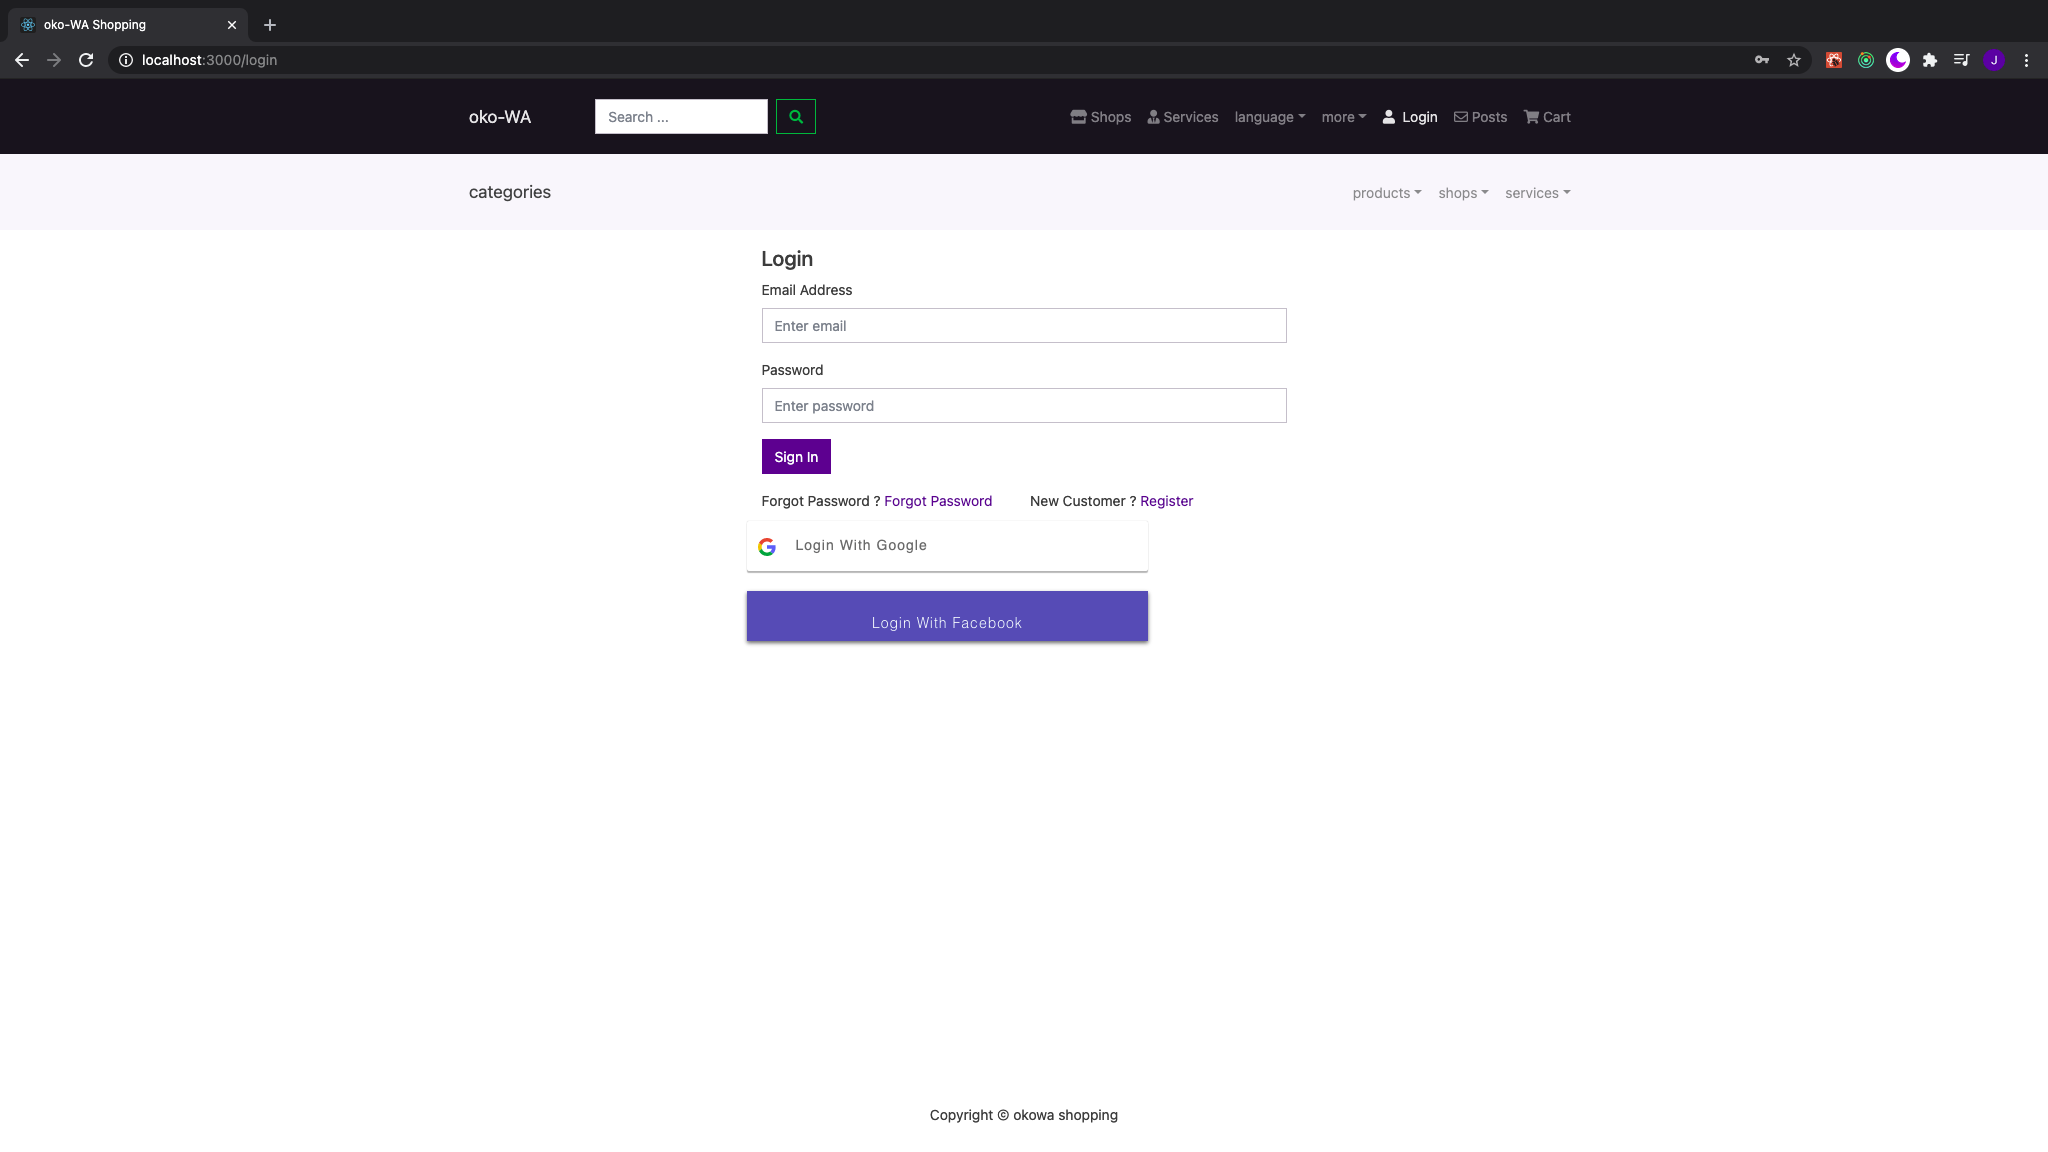 oko-WA Shopping
localhost:3000/login
J
oko-WA
Search ...
Shops
Services
language
more
Login
Posts
Cart
categories
products
shops
services
Login
Email Address
Enter email
Password
Enter password
Sign In
Forgot Password ? Forgot Password
New Customer ? Register
Login With Google
Login With Facebook
Copyright © okowa shopping